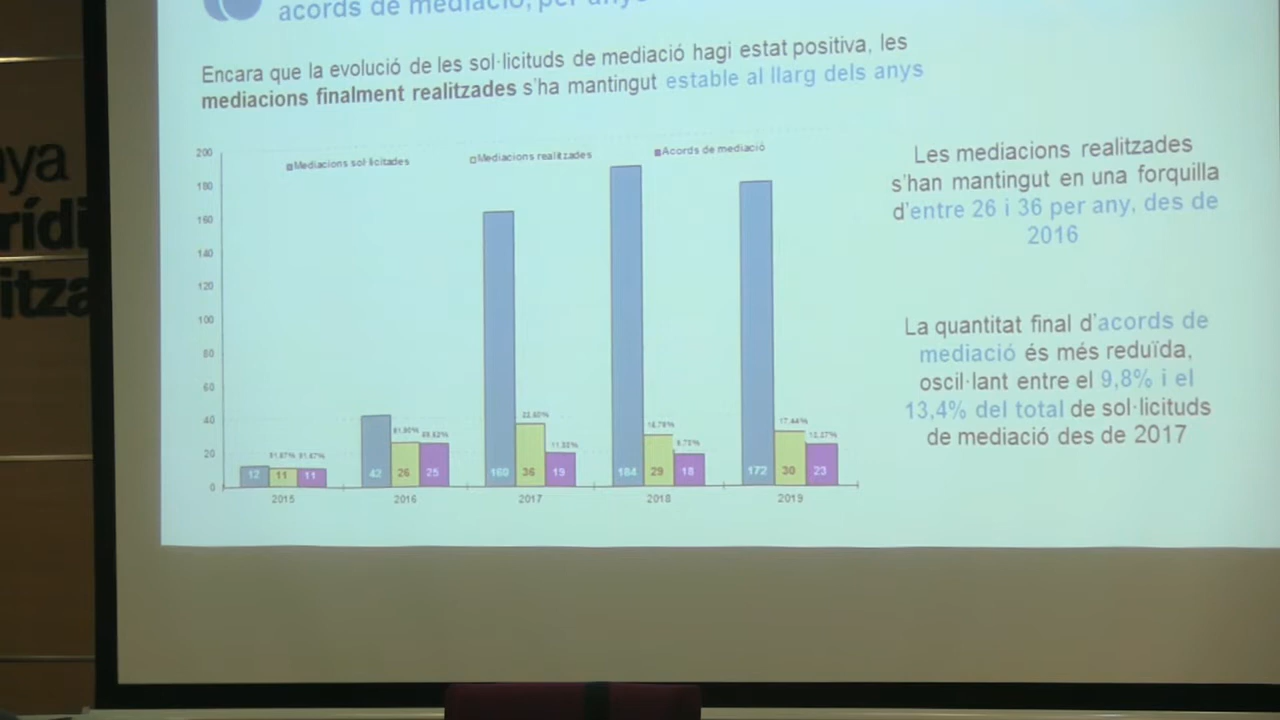 acords de mediació, per anys
Encara que la evolució de les sol·licituds de mediació hagi estat positiva, les
mediacions finalment realitzades s'ha mantingut estable al llarg dels anys
nya
rídi
itza
Mediacions sol·licitades
Mediacions realitzades
Acords de mediació
200
180
160
140
120
100
80
60
40
20
0
12 11 11
42 26 25
160 36 19
184 29 18
172 30 23
2015 2016 2017 2018 2019
Les mediacions realitzades
s'han mantingut en una forquilla
d'entre 26 i 36 per any, des de
2016
La quantitat final d'acords de
mediació és més reduïda,
oscil·lant entre el 9,8% i el
13,4% del total de sol·licituds
de mediació des de 2017